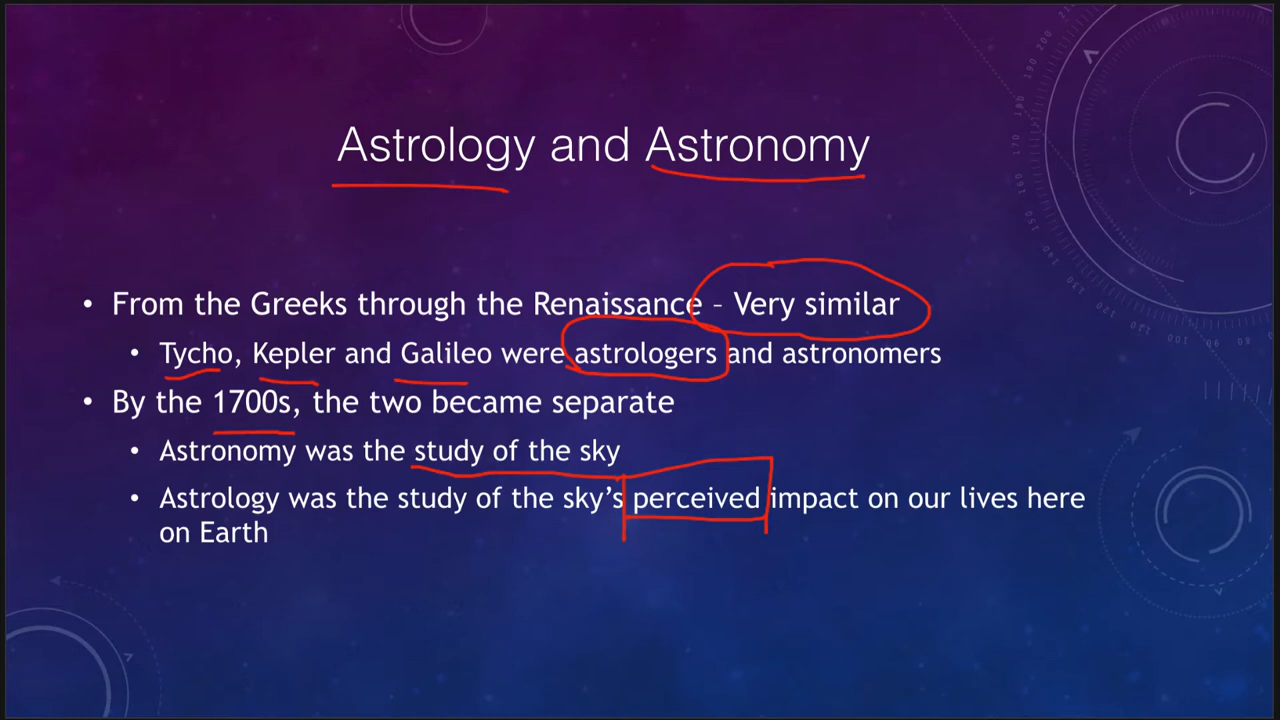 Astrology and Astronomy
• From the Greeks through the Renaissance – Very similar
• Tycho, Kepler and Galileo were astrologers and astronomers
• By the 1700s, the two became separate
• Astronomy was the study of the sky
• Astrology was the study of the sky’s perceived impact on our lives here
on Earth